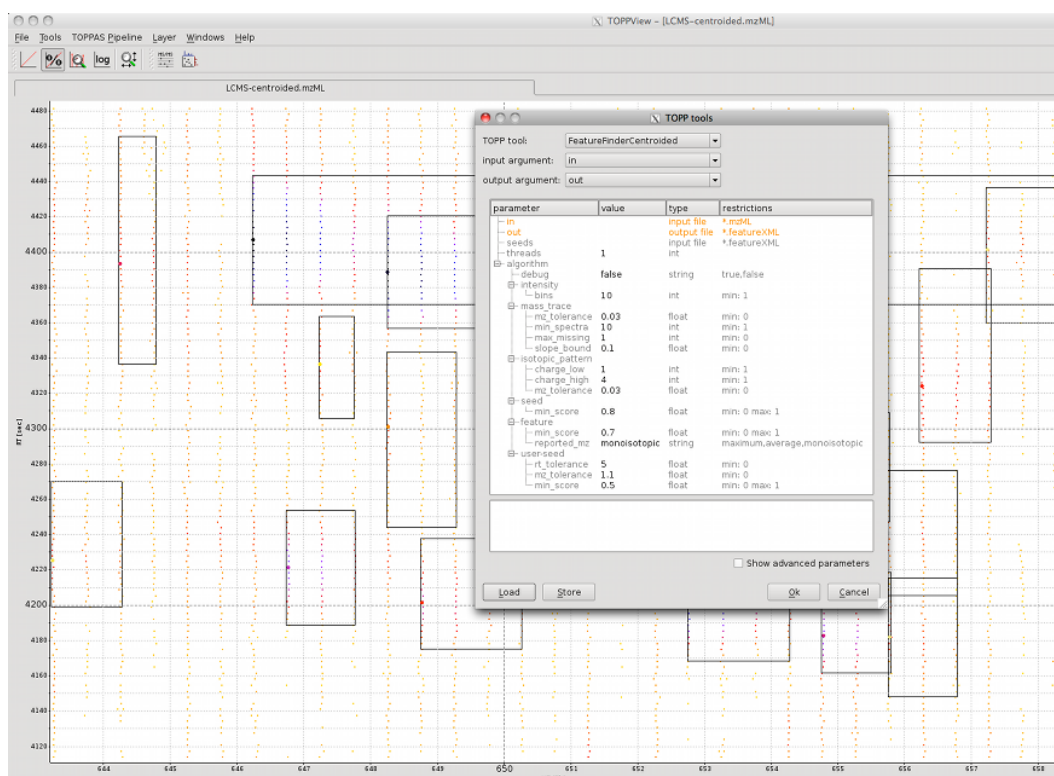 TOPPView – [LCMS-centroided.mzML]
File Tools TOPPAS Pipeline Layer Windows Help
% log MS/MS
LCMS-centroided.mzML
TOPP tools
TOPP tool: FeatureFinderCentroided
input argument: in
output argument: out
parameter value type restrictions
in input file *.mzML
out output file *.featureXML
seeds input file *.featureXML
threads 1 int
algorithm
debug false string true,false
intensity
bins 10 int min: 1
mass_trace
mz_tolerance 0.03 float min: 0
min_spectra 10 int min: 1
max_missing 1 int min: 0
slope_bound 0.1 float min: 0
isotopic_pattern
charge_low 1 int min: 1
charge_high 4 int min: 1
mz_tolerance 0.03 float min: 0
seed
min_score 0.8 float min: 0 max: 1
feature
min_score 0.7 float min: 0 max: 1
reported_mz monoisotopic string maximum,average,monoisotopic
user-seed
rt_tolerance 5 float min: 0
mz_tolerance 1.1 float min: 0
min_score 0.5 float min: 0 max: 1
Show advanced parameters
Load Store Ok Cancel
RT [sec]
4480
4460
4440
4420
4400
4380
4360
4340
4320
4300
4280
4260
4240
4220
4200
4180
4160
4140
4120
644 645 646 647 648 649 650 651 652 653 654 655 656 657 658